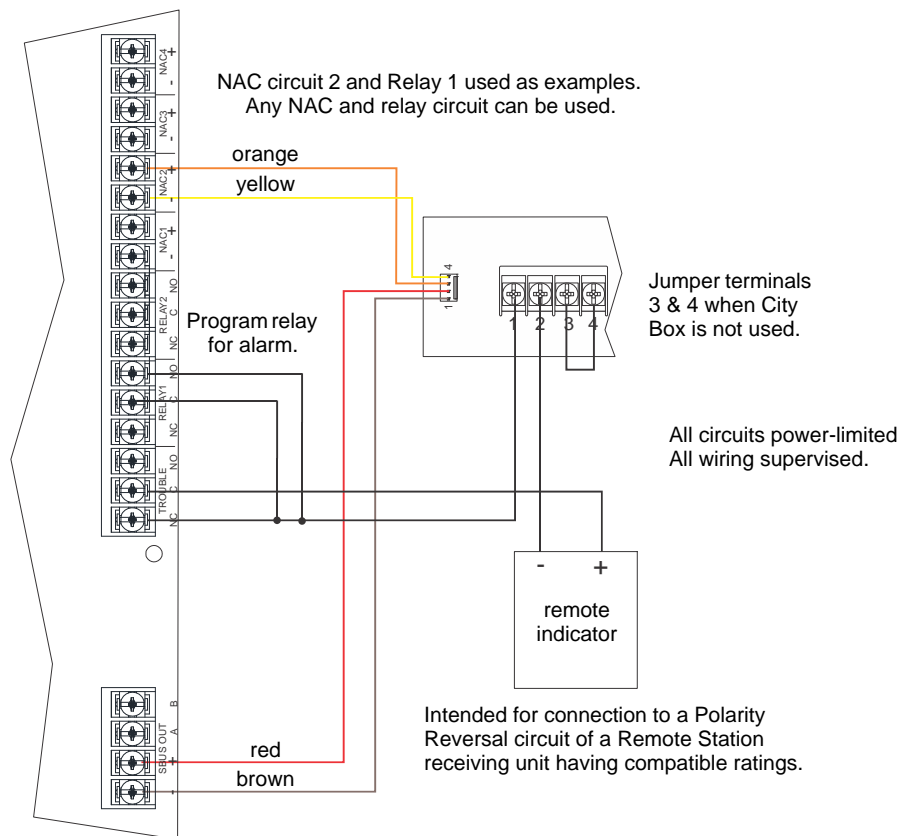 NAC4
+
-
NAC3
+
-
NAC2
+
-
NAC1
+
-
RELAY2
NO
C
NC
RELAY1
NO
C
NC
TROUBLE
NO
C
NC
NAC circuit 2 and Relay 1 used as examples.
Any NAC and relay circuit can be used.
orange
yellow
4
1
1 2 3 4
Jumper terminals
3 & 4 when City
Box is not used.
Program relay
for alarm.
All circuits power-limited
All wiring supervised.
- +
remote
indicator
SBUS OUT
B
A
+
-
red
brown
Intended for connection to a Polarity
Reversal circuit of a Remote Station
receiving unit having compatible ratings.